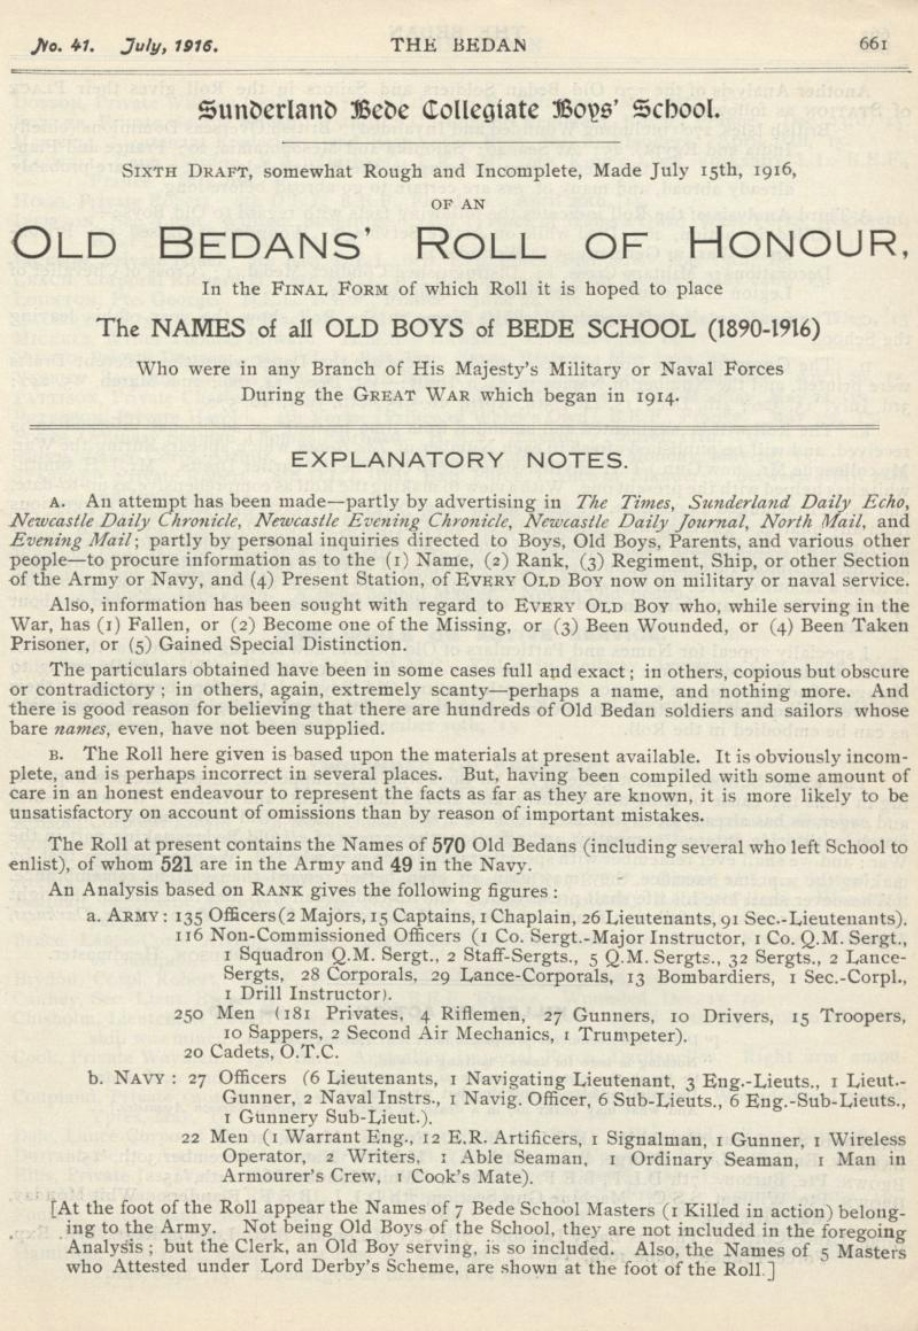 No. 41. July, 1916. THE BEDAN 661
Sunderland Bede Collegiate Boys' School.
SIXTH DRAFT, somewhat Rough and Incomplete, Made July 15th, 1916,
OF AN
OLD BEDANS' ROLL OF HONOUR,
In the FINAL FORM of which Roll it is hoped to place
The NAMES of all OLD BOYS of BEDE SCHOOL (1890-1916)
Who were in any Branch of His Majesty's Military or Naval Forces
During the GREAT WAR which began in 1914.
EXPLANATORY NOTES.
A. An attempt has been made—partly by advertising in The Times, Sunderland Daily Echo,
Newcastle Daily Chronicle, Newcastle Evening Chronicle, Newcastle Daily Journal, North Mail, and
Evening Mail; partly by personal inquiries directed to Boys, Old Boys, Parents, and various other
people—to procure information as to the (1) Name, (2) Rank, (3) Regiment, Ship, or other Section
of the Army or Navy, and (4) Present Station, of EVERY OLD BOY now on military or naval service.
Also, information has been sought with regard to EVERY OLD BOY who, while serving in the
War, has (1) Fallen, or (2) Become one of the Missing, or (3) Been Wounded, or (4) Been Taken
Prisoner, or (5) Gained Special Distinction.
The particulars obtained have been in some cases full and exact; in others, copious but obscure
or contradictory; in others, again, extremely scanty—perhaps a name, and nothing more. And
there is good reason for believing that there are hundreds of Old Bedan soldiers and sailors whose
bare names, even, have not been supplied.
B. The Roll here given is based upon the materials at present available. It is obviously incom-
plete, and is perhaps incorrect in several places. But, having been compiled with some amount of
care in an honest endeavour to represent the facts as far as they are known, it is more likely to be
unsatisfactory on account of omissions than by reason of important mistakes.
The Roll at present contains the Names of 570 Old Bedans (including several who left School to
enlist), of whom 521 are in the Army and 49 in the Navy.
An Analysis based on RANK gives the following figures:
a. ARMY: 135 Officers (2 Majors, 15 Captains, 1 Chaplain, 26 Lieutenants, 91 Sec.-Lieutenants).
116 Non-Commissioned Officers (1 Co. Sergt.-Major Instructor, 1 Co. Q.M. Sergt.,
1 Squadron Q.M. Sergt., 2 Staff-Sergts., 5 Q.M. Sergts., 32 Sergts., 2 Lance-
Sergts, 28 Corporals, 29 Lance-Corporals, 13 Bombardiers, 1 Sec.-Corpl.,
1 Drill Instructor).
250 Men (181 Privates, 4 Riflemen, 27 Gunners, 10 Drivers, 15 Troopers,
10 Sappers, 2 Second Air Mechanics, 1 Trumpeter).
20 Cadets, O.T.C.
b. NAVY: 27 Officers (6 Lieutenants, 1 Navigating Lieutenant, 3 Eng.-Lieuts., 1 Lieut.-
Gunner, 2 Naval Instrs., 1 Navig. Officer, 6 Sub-Lieuts., 6 Eng.-Sub-Lieuts.,
1 Gunnery Sub-Lieut.).
22 Men (1 Warrant Eng., 12 E.R. Artificers, 1 Signalman, 1 Gunner, 1 Wireless
Operator, 2 Writers, 1 Able Seaman, 1 Ordinary Seaman, 1 Man in
Armourer's Crew, 1 Cook's Mate).
[At the foot of the Roll appear the Names of 7 Bede School Masters (1 Killed in action) belong-
ing to the Army. Not being Old Boys of the School, they are not included in the foregoing
Analysis; but the Clerk, an Old Boy serving, is so included. Also, the Names of 5 Masters
who Attested under Lord Derby's Scheme, are shown at the foot of the Roll.]